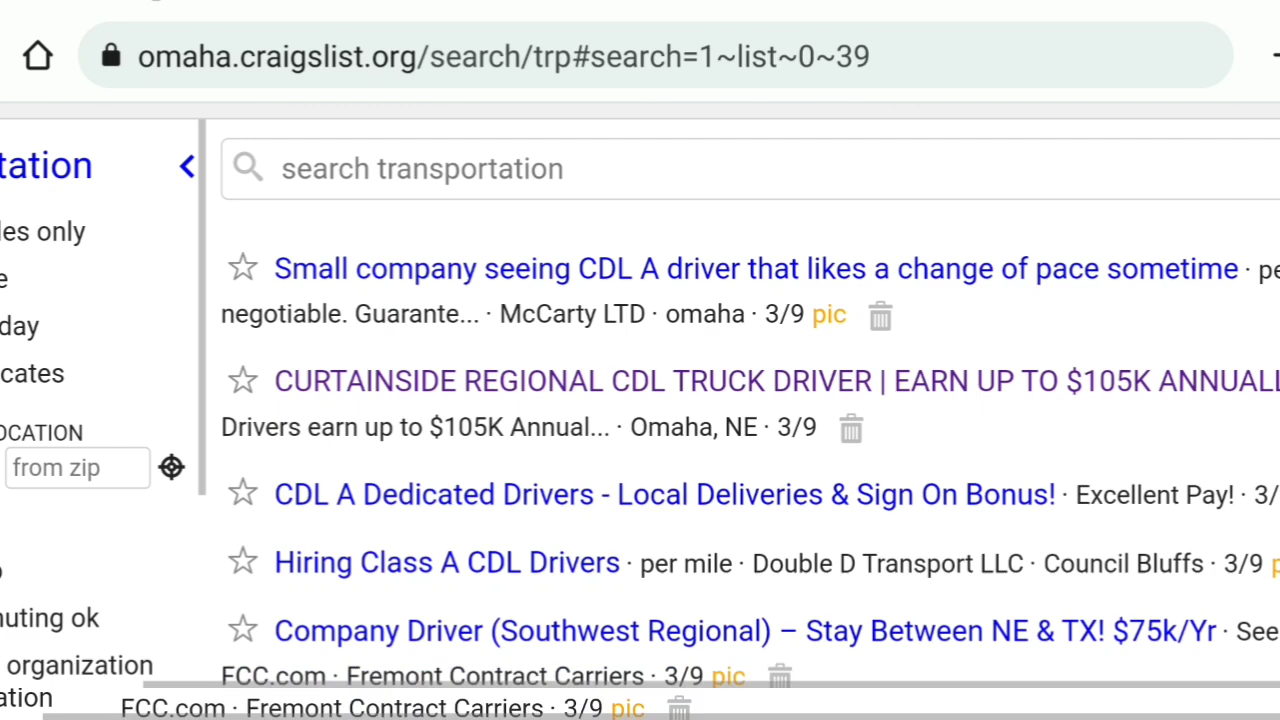 omaha.craigslist.org/search/trp#search=1~list~0~39
tation
search transportation
les only
e
day
cates
OCATION
from zip
o
nuting ok
organization
ation
Small company seeing CDL A driver that likes a change of pace sometime · pe
negotiable. Guarante... · McCarty LTD · omaha · 3/9 pic
CURTAINSIDE REGIONAL CDL TRUCK DRIVER | EARN UP TO $105K ANNUALL
Drivers earn up to $105K Annual... · Omaha, NE · 3/9
CDL A Dedicated Drivers - Local Deliveries & Sign On Bonus! · Excellent Pay! · 3/
Hiring Class A CDL Drivers · per mile · Double D Transport LLC · Council Bluffs · 3/9 p
Company Driver (Southwest Regional) – Stay Between NE & TX! $75k/Yr · See
FCC.com · Fremont Contract Carriers · 3/9 pic
FCC.com · Fremont Contract Carriers · 3/9 pic